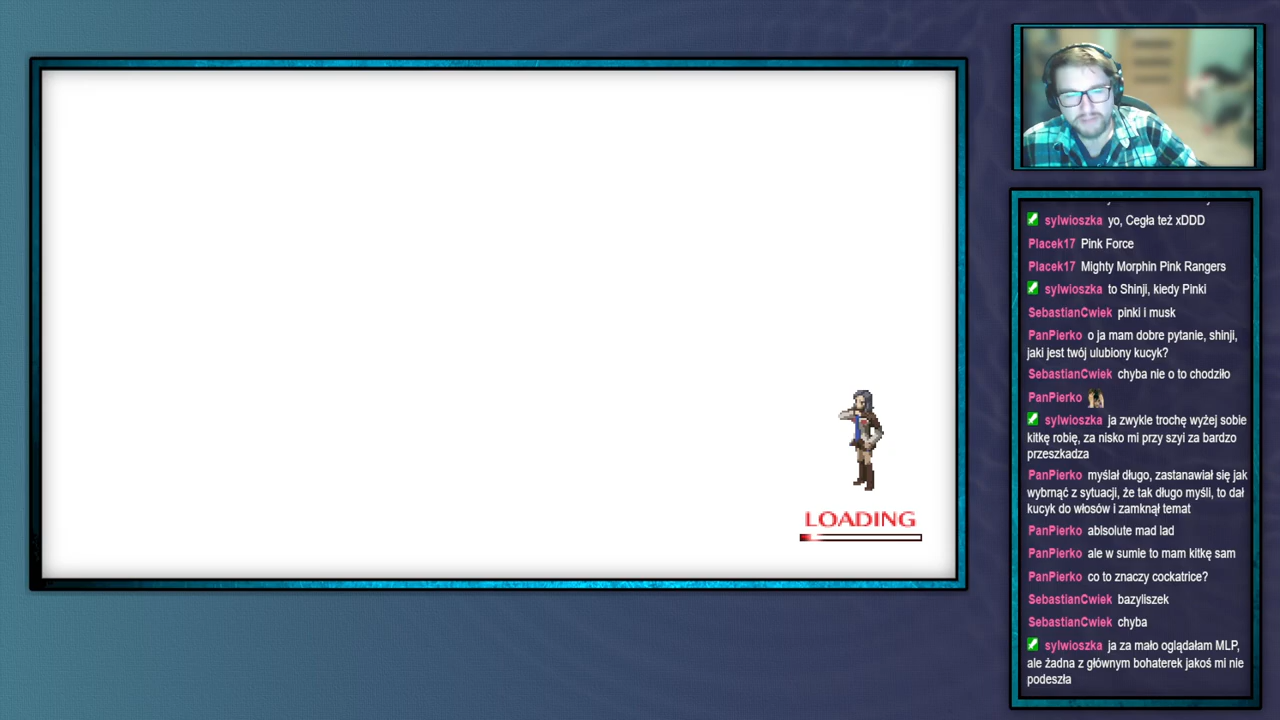 LOADING
sylwioszka yo, Cegła też xDDD
Placek17 Pink Force
Placek17 Mighty Morphin Pink Rangers
sylwioszka to Shinji, kiedy Pinki
SebastianCwiek pinki i musk
PanPierko o ja mam dobre pytanie, shinji,
jaki jest twój ulubiony kucyk?
SebastianCwiek chyba nie o to chodziło
PanPierko
sylwioszka ja zwykle trochę wyżej sobie
kitkę robię, za nisko mi przy szyi za bardzo
przeszkadza
PanPierko myślał długo, zastanawiał się jak
wybrnąć z sytuacji, że tak długo myśli, to dał
kucyk do włosów i zamknął temat
PanPierko ablsolute mad lad
PanPierko ale w sumie to mam kitkę sam
PanPierko co to znaczy cockatrice?
SebastianCwiek bazyliszek
SebastianCwiek chyba
sylwioszka ja za mało oglądałam MLP,
ale żadna z głównym bohaterek jakoś mi nie
podeszła